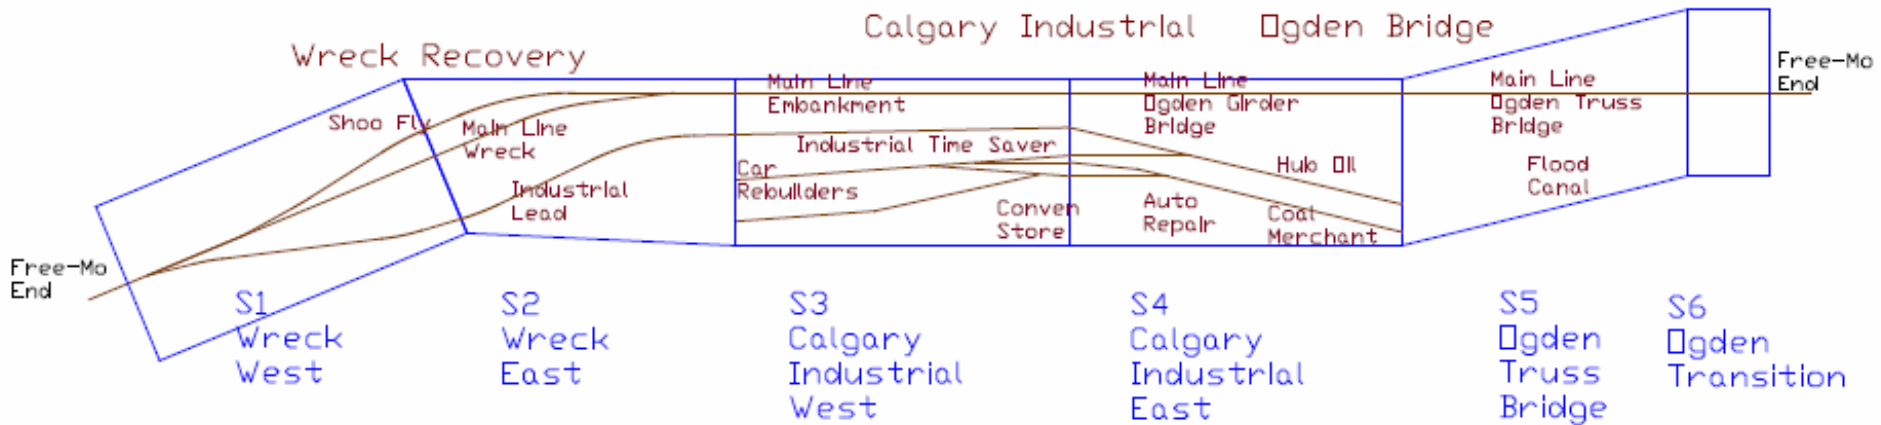 Calgary Industrial Ogden Bridge
Wreck Recovery
Free-Mo
End
Main Line
Embankment
Main Line
Ogden Girder
Bridge
Main Line
Ogden Truss
Bridge
Shoo Fly
Main Line
Wreck
Industrial Time Saver
Car
Rebuilders
Hub Oil
Flood
Canal
Industrial
Lead
Conven
Store
Auto
Repair
Coal
Merchant
Free-Mo
End
S1
Wreck
West
S2
Wreck
East
S3
Calgary
Industrial
West
S4
Calgary
Industrial
East
S5
Ogden
Truss
Bridge
S6
Ogden
Transition